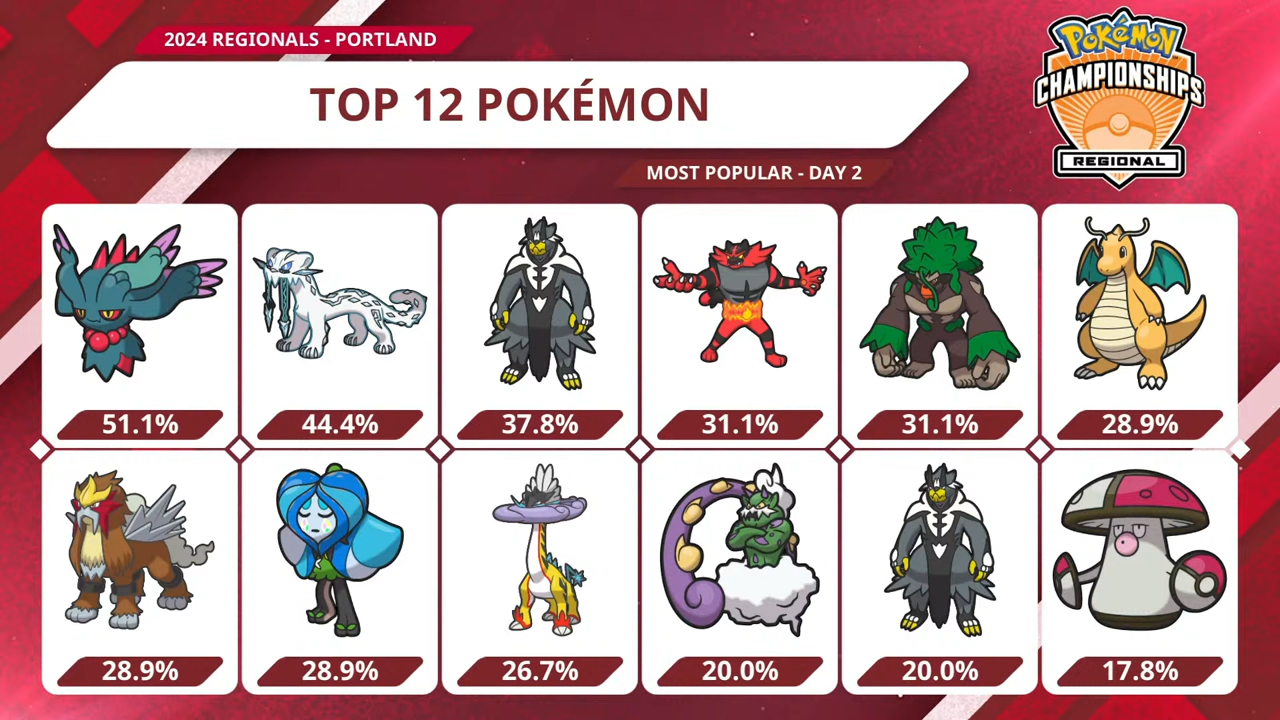 2024 REGIONALS - PORTLAND
TOP 12 POKÉMON
MOST POPULAR - DAY 2
Pokémon
CHAMPIONSHIPS
REGIONAL
51.1%
44.4%
37.8%
31.1%
31.1%
28.9%
28.9%
28.9%
26.7%
20.0%
20.0%
17.8%